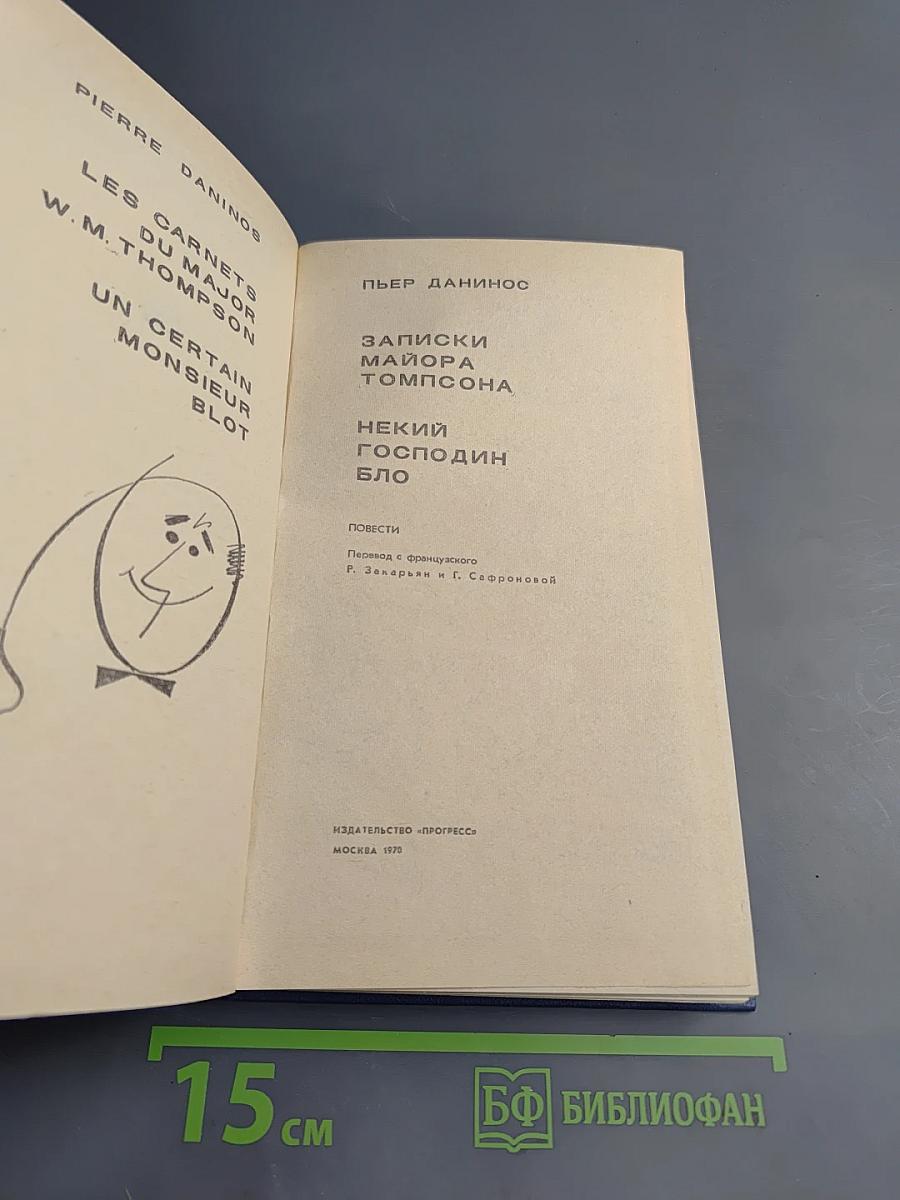 PIERRE DANINOS
LES CARNETS
DU MAJOR
W.M.THOMPSON
UN CERTAIN
MONSIEUR
BLOT
ПЬЕР ДАНИНОС
ЗАПИСКИ
МАЙОРА
ТОМПСОНА
НЕКИЙ
ГОСПОДИН
БЛО
ПОВЕСТИ
Перевод с французского
Р. Закарьян и Г. Сафроновой
ИЗДАТЕЛЬСТВО «ПРОГРЕСС»
МОСКВА 1970
15 см
БФ БИБЛИОФАН